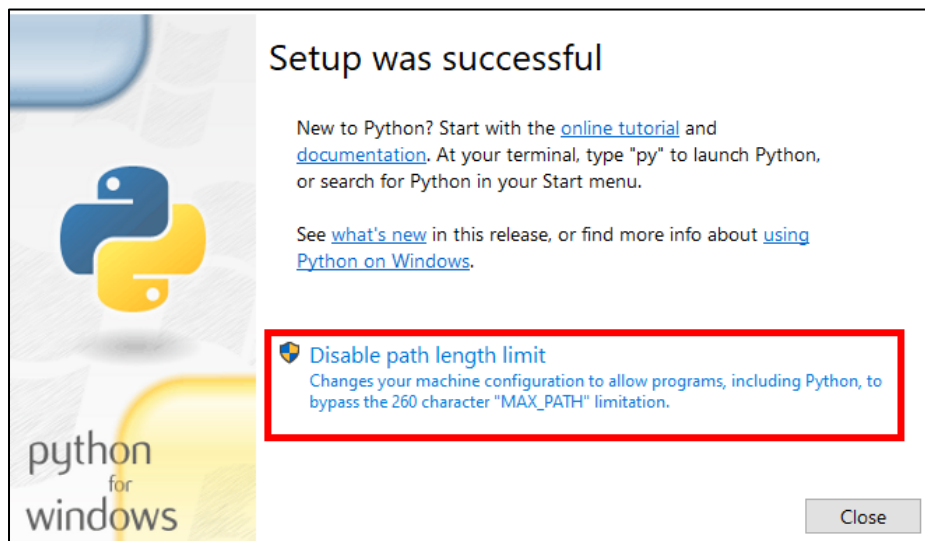 Setup was successful
New to Python? Start with the online tutorial and
documentation. At your terminal, type "py" to launch Python,
or search for Python in your Start menu.
See what's new in this release, or find more info about using
Python on Windows.
Disable path length limit
Changes your machine configuration to allow programs, including Python, to
bypass the 260 character "MAX_PATH" limitation.
python
for
windows
Close